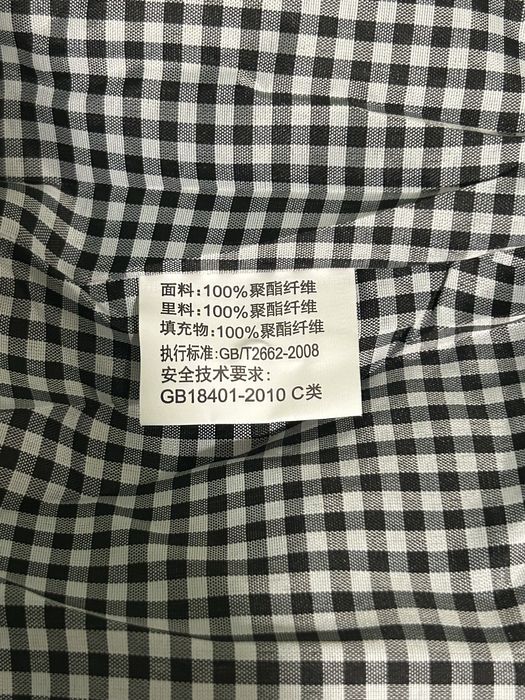 面料:100%聚酯纤维
里料:100%聚酯纤维
填充物:100%聚酯纤维
执行标准:GB/T2662-2008
安全技术要求:
GB18401-2010 C类